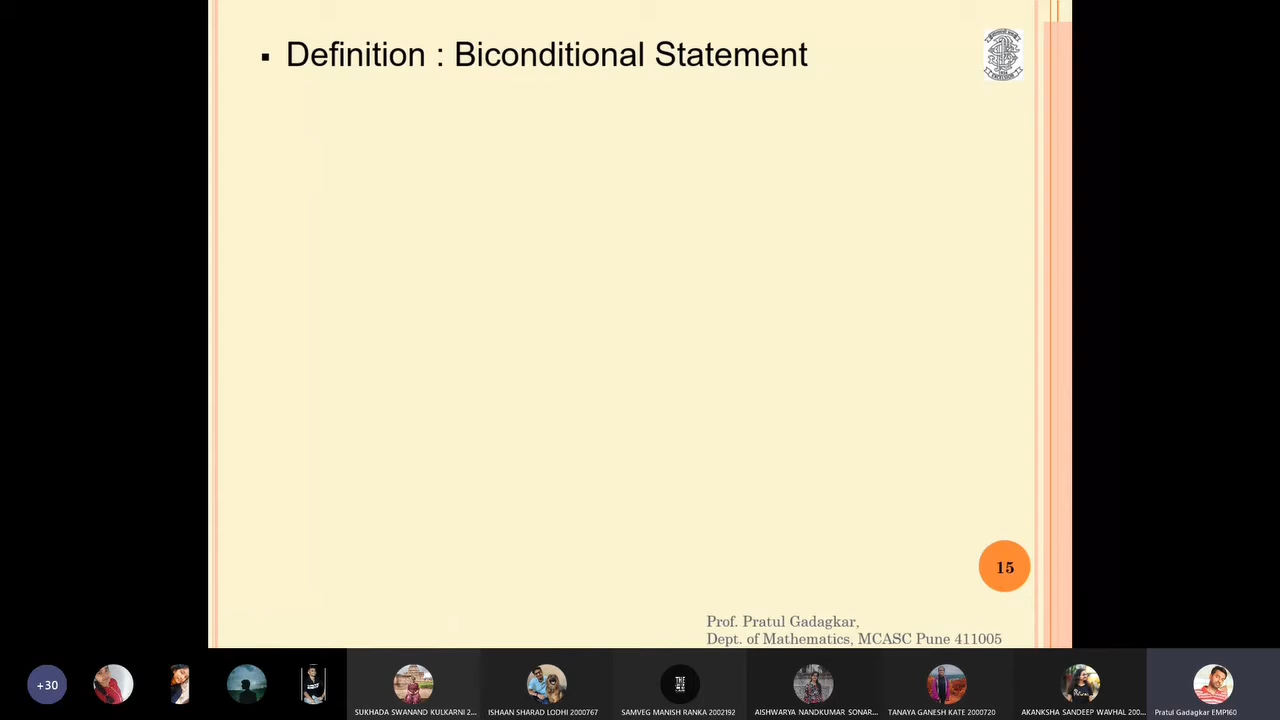 ▪ Definition : Biconditional Statement
15
Prof. Pratul Gadagkar,
Dept. of Mathematics, MCASC Pune 411005
+30
SUKHADA SWANAND KULKARNI 2...
ISHAAN SHARAD LODHI 2000767
SAMVEG MANISH RANKA 2002192
AISHWARYA NANDKUMAR SONAR...
TANAYA GANESH KATE 2000720
AKANKSHA SANDEEP WAVHAL 200...
Pratul Gadagkar EMP160